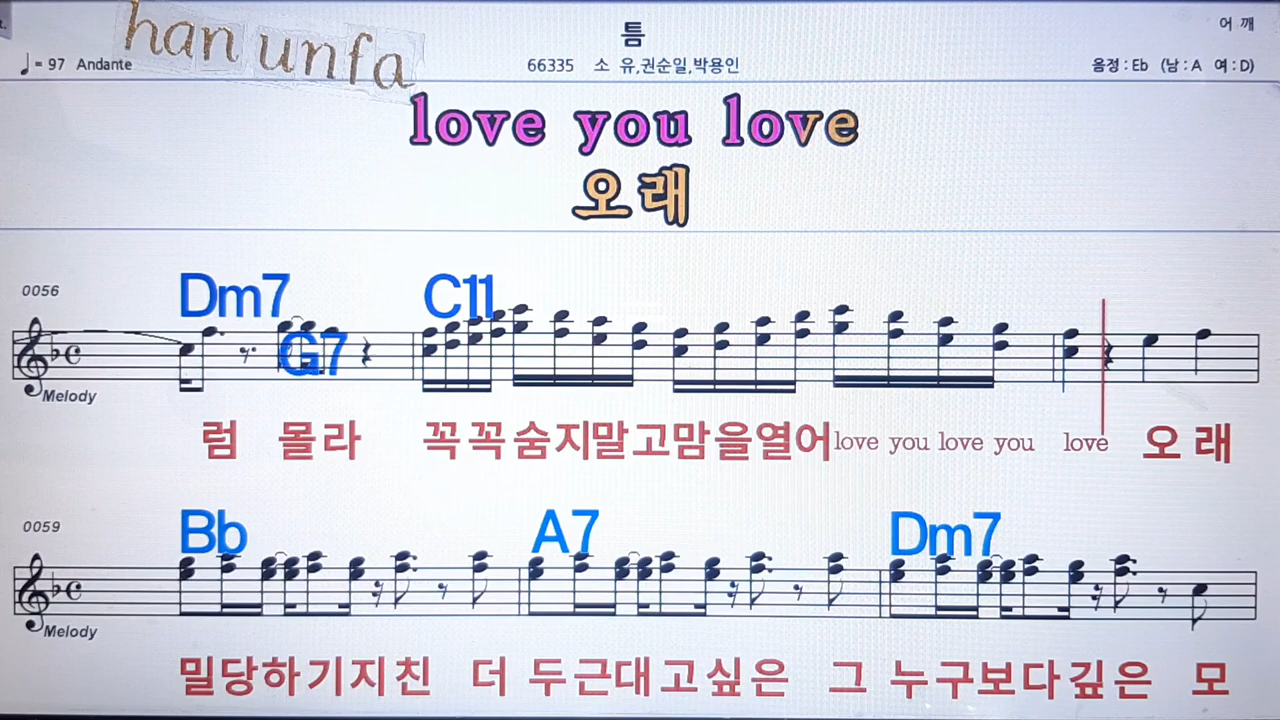 han unfa
틈
어 깨
♩= 97 Andante
66335 소 유,권순일,박용인
음정 : Eb (남 : A 여 : D)
love you love
오래
0056
Dm7 G7 C11
Melody
럼 몰라 꼭꼭숨지말고맘을열어love you love you love 오 래
0059
Bb A7 Dm7
Melody
밀당하기지친 더 두근대고싶은 그 누구보다깊은 모